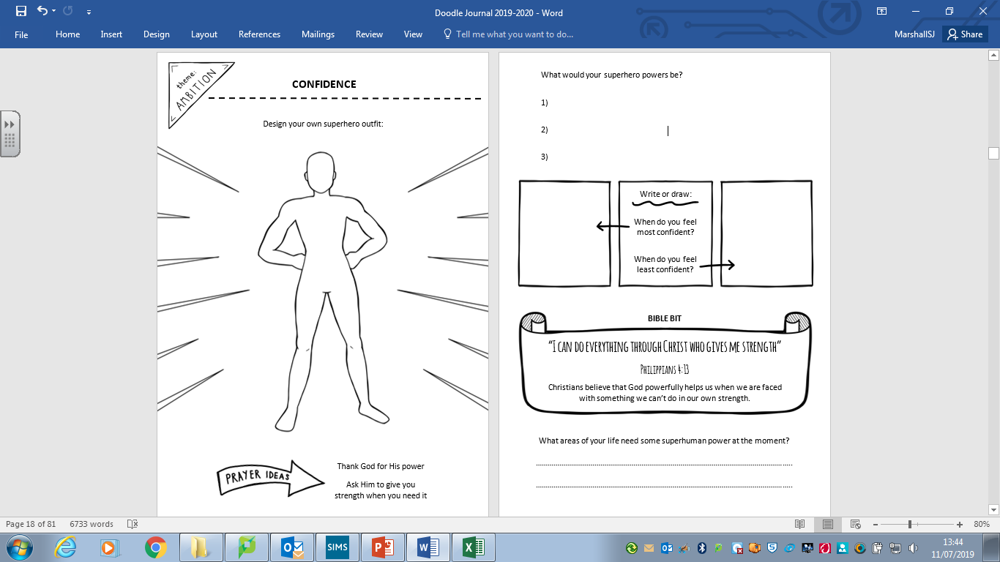 Doodle Journal 2019-2020 - Word
File Home Insert Design Layout References Mailings Review View Tell me what you want to do... MarshallSJ Share
theme:
AMBITION
CONFIDENCE
Design your own superhero outfit:
PRAYER IDEAS
Thank God for His power
Ask Him to give you
strength when you need it
What would your superhero powers be?
1)
2)
3)
Write or draw:
When do you feel
most confident?
When do you feel
least confident?
BIBLE BIT
“I can do everything through Christ who gives me strength”
Philippians 4:13
Christians believe that God powerfully helps us when we are faced
with something we can’t do in our own strength.
What areas of your life need some superhuman power at the moment?
Page 18 of 81 6733 words 80%
SIMS
13:44
11/07/2019